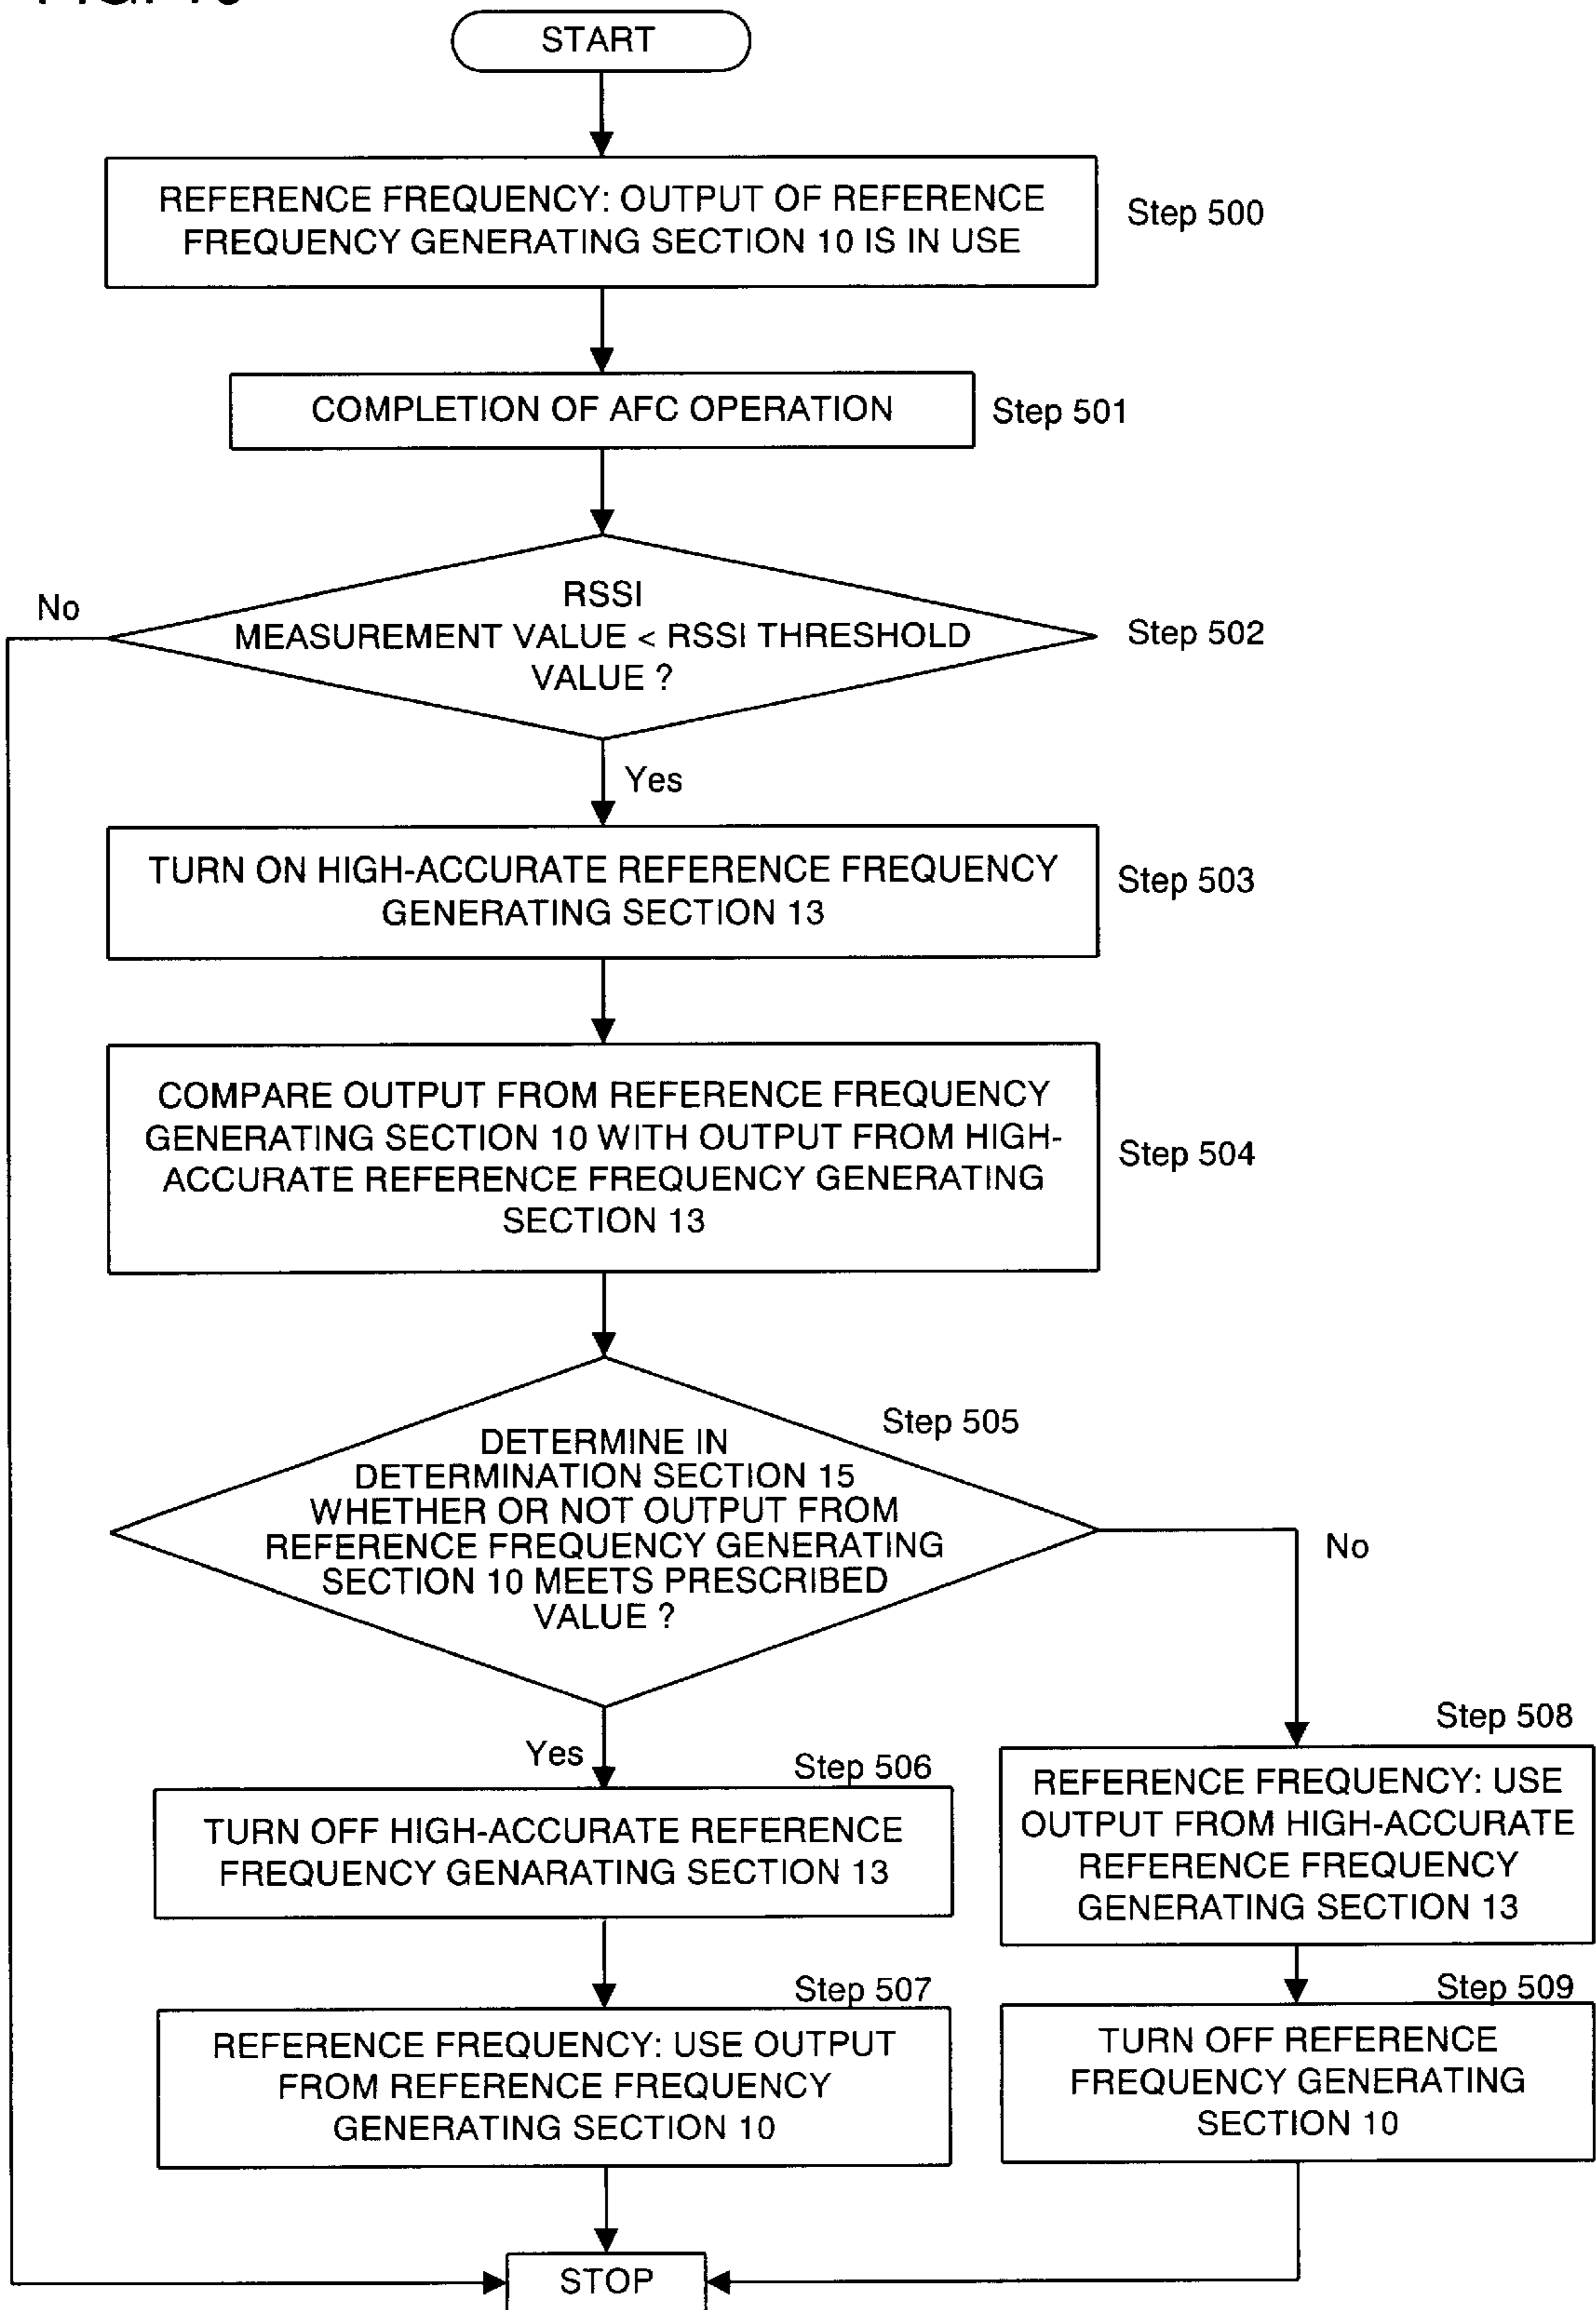 START
REFERENCE FREQUENCY: OUTPUT OF REFERENCE
FREQUENCY GENERATING SECTION 10 IS IN USE
Step 500
COMPLETION OF AFC OPERATION
Step 501
No
RSSI
MEASUREMENT VALUE < RSSI THRESHOLD
VALUE ?
Step 502
Yes
TURN ON HIGH-ACCURATE REFERENCE FREQUENCY
GENERATING SECTION 13
Step 503
COMPARE OUTPUT FROM REFERENCE FREQUENCY
GENERATING SECTION 10 WITH OUTPUT FROM HIGH-
ACCURATE REFERENCE FREQUENCY GENERATING
SECTION 13
Step 504
Step 505
DETERMINE IN
DETERMINATION SECTION 15
WHETHER OR NOT OUTPUT FROM
REFERENCE FREQUENCY GENERATING
SECTION 10 MEETS PRESCRIBED
VALUE ?
No
Yes
Step 506
TURN OFF HIGH-ACCURATE REFERENCE
FREQUENCY GENARATING SECTION 13
Step 507
REFERENCE FREQUENCY: USE OUTPUT
FROM REFERENCE FREQUENCY
GENERATING SECTION 10
Step 508
REFERENCE FREQUENCY: USE
OUTPUT FROM HIGH-ACCURATE
REFERENCE FREQUENCY
GENERATING SECTION 13
Step 509
TURN OFF REFERENCE
FREQUENCY GENERATING
SECTION 10
STOP